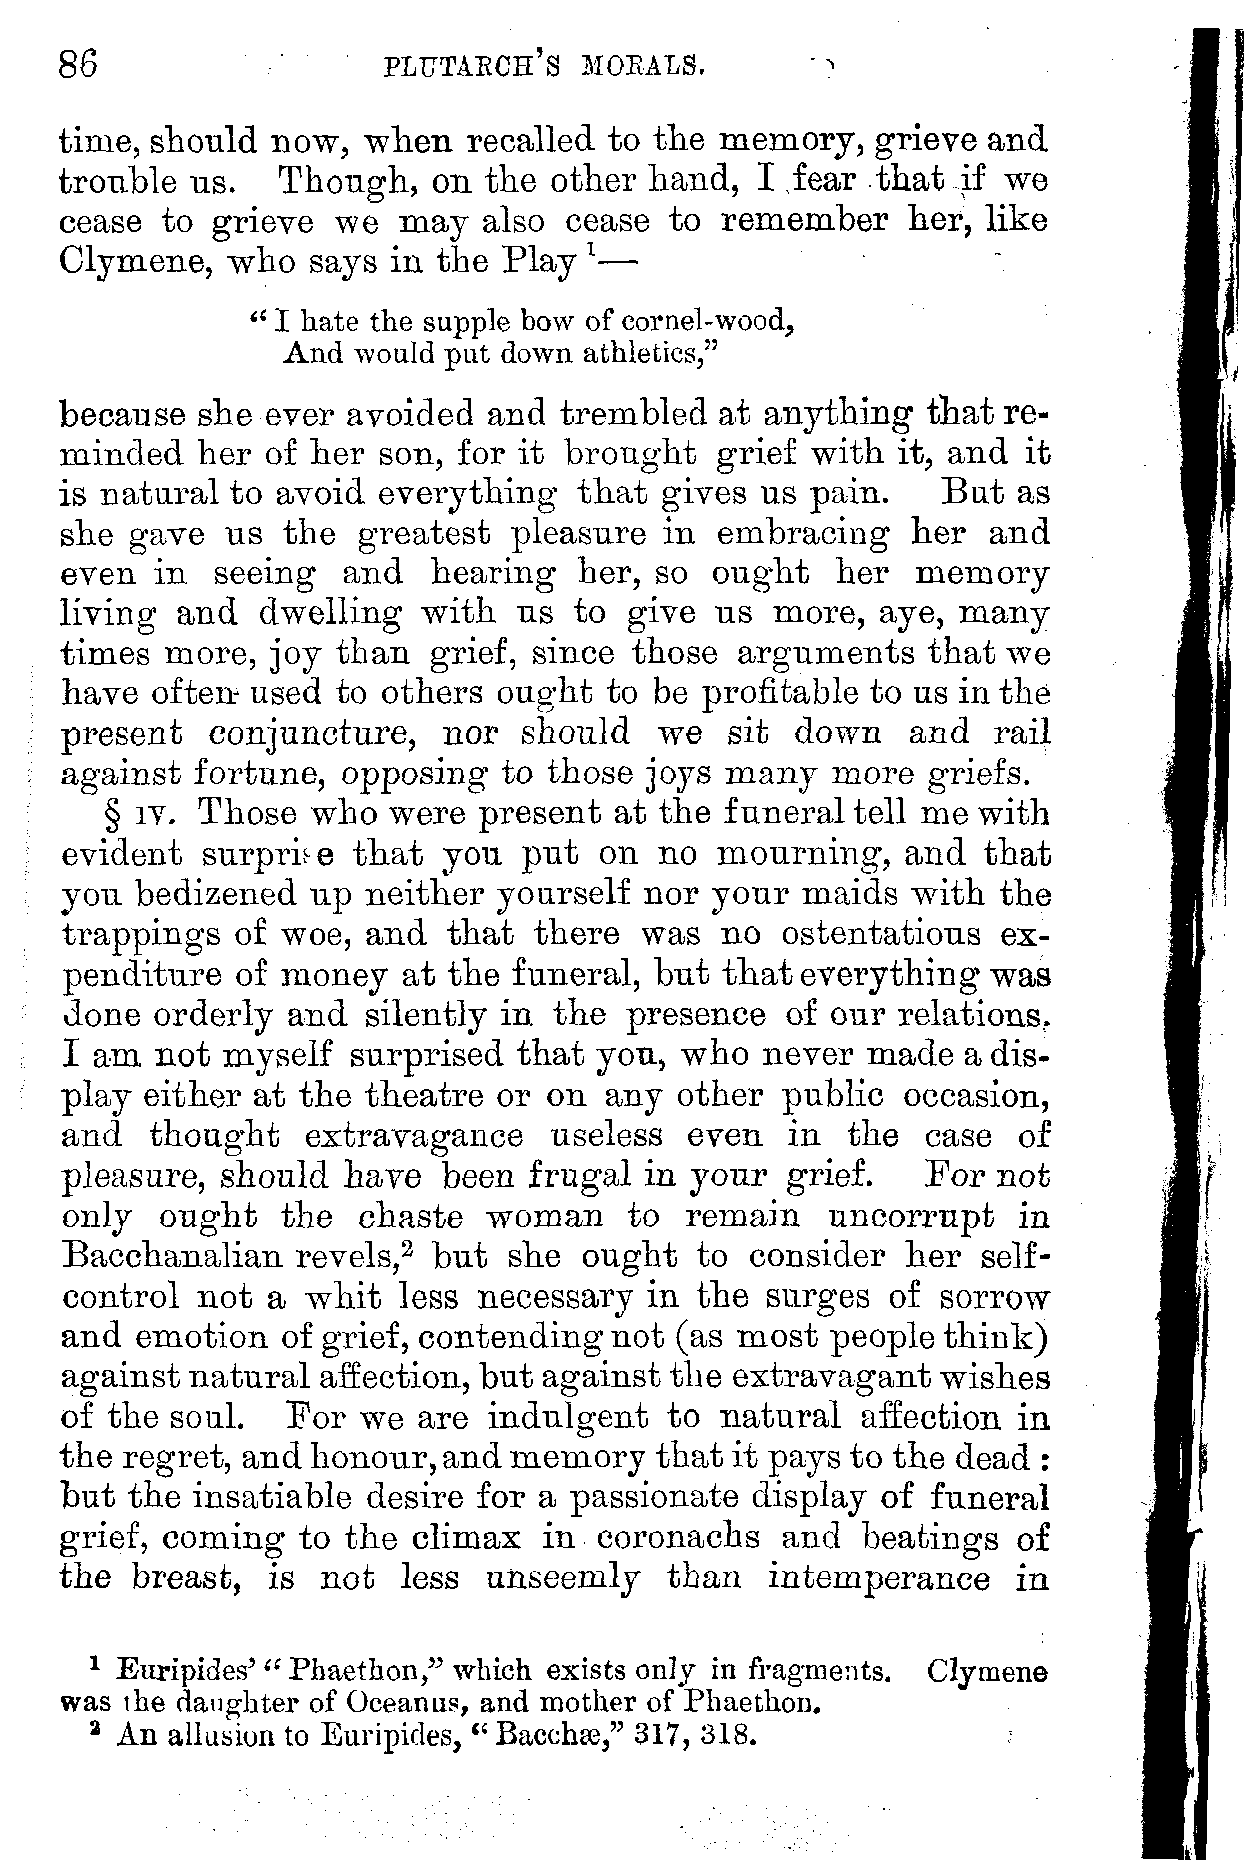 86 PLUTARCH'S MORALS.
time, should now, when recalled to the memory, grieve and
trouble us. Though, on the other hand, I fear that if we
cease to grieve we may also cease to remember her, like
Clymene, who says in the Play ¹—
“ I hate the supple bow of cornel-wood,
And would put down athletics,”
because she ever avoided and trembled at anything that re-
minded her of her son, for it brought grief with it, and it
is natural to avoid everything that gives us pain. But as
she gave us the greatest pleasure in embracing her and
even in seeing and hearing her, so ought her memory
living and dwelling with us to give us more, aye, many
times more, joy than grief, since those arguments that we
have often used to others ought to be profitable to us in the
present conjuncture, nor should we sit down and rail
against fortune, opposing to those joys many more griefs.
§ IV. Those who were present at the funeral tell me with
evident surprise that you put on no mourning, and that
you bedizened up neither yourself nor your maids with the
trappings of woe, and that there was no ostentatious ex-
penditure of money at the funeral, but that everything was
done orderly and silently in the presence of our relations.
I am not myself surprised that you, who never made a dis-
play either at the theatre or on any other public occasion,
and thought extravagance useless even in the case of
pleasure, should have been frugal in your grief. For not
only ought the chaste woman to remain uncorrupt in
Bacchanalian revels,² but she ought to consider her self-
control not a whit less necessary in the surges of sorrow
and emotion of grief, contending not (as most people think)
against natural affection, but against the extravagant wishes
of the soul. For we are indulgent to natural affection in
the regret, and honour, and memory that it pays to the dead :
but the insatiable desire for a passionate display of funeral
grief, coming to the climax in coronachs and beatings of
the breast, is not less unseemly than intemperance in
¹ Euripides' “ Phaethon,” which exists only in fragments. Clymene
was the daughter of Oceanus, and mother of Phaethon.
² An allusion to Euripides, “ Bacchæ,” 317, 318.